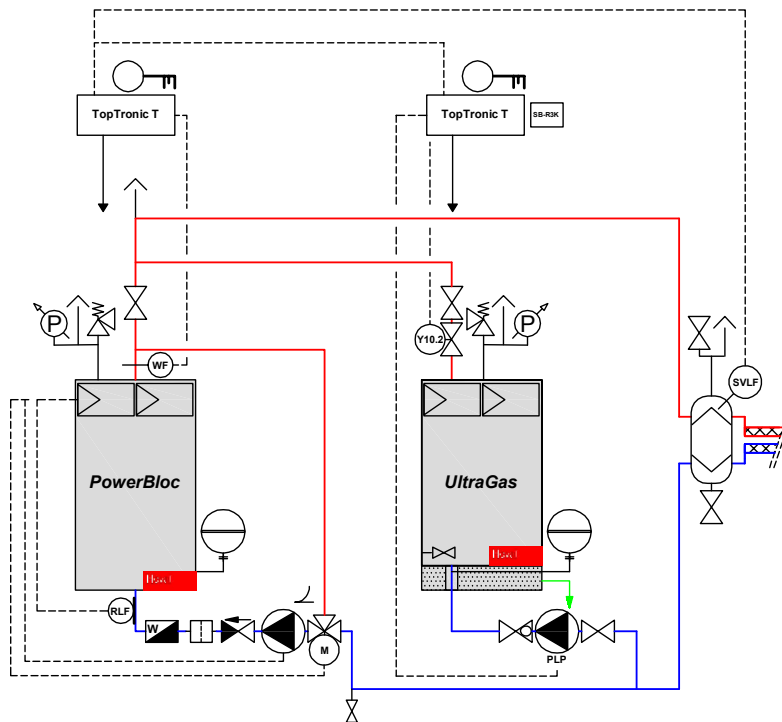 TopTronic T
TopTronic T
SB-R3K
P
P
WF
Y10.2
SVLF
PowerBloc
UltraGas
RLF
W
M
PLP